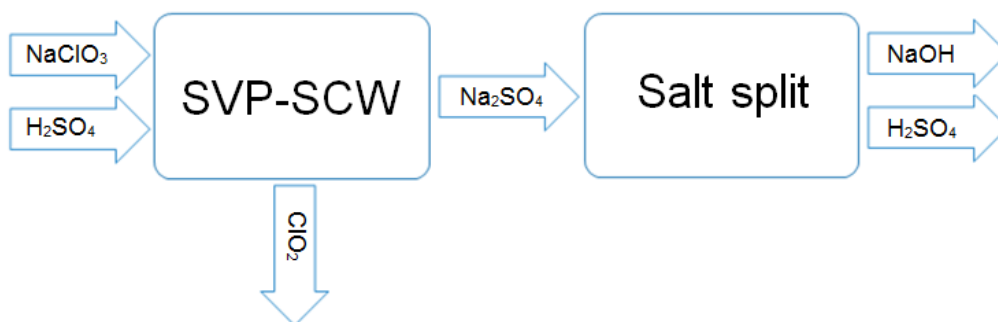 NaClO₃
H₂SO₄
SVP-SCW
ClO₂
Na₂SO₄
Salt split
NaOH
H₂SO₄